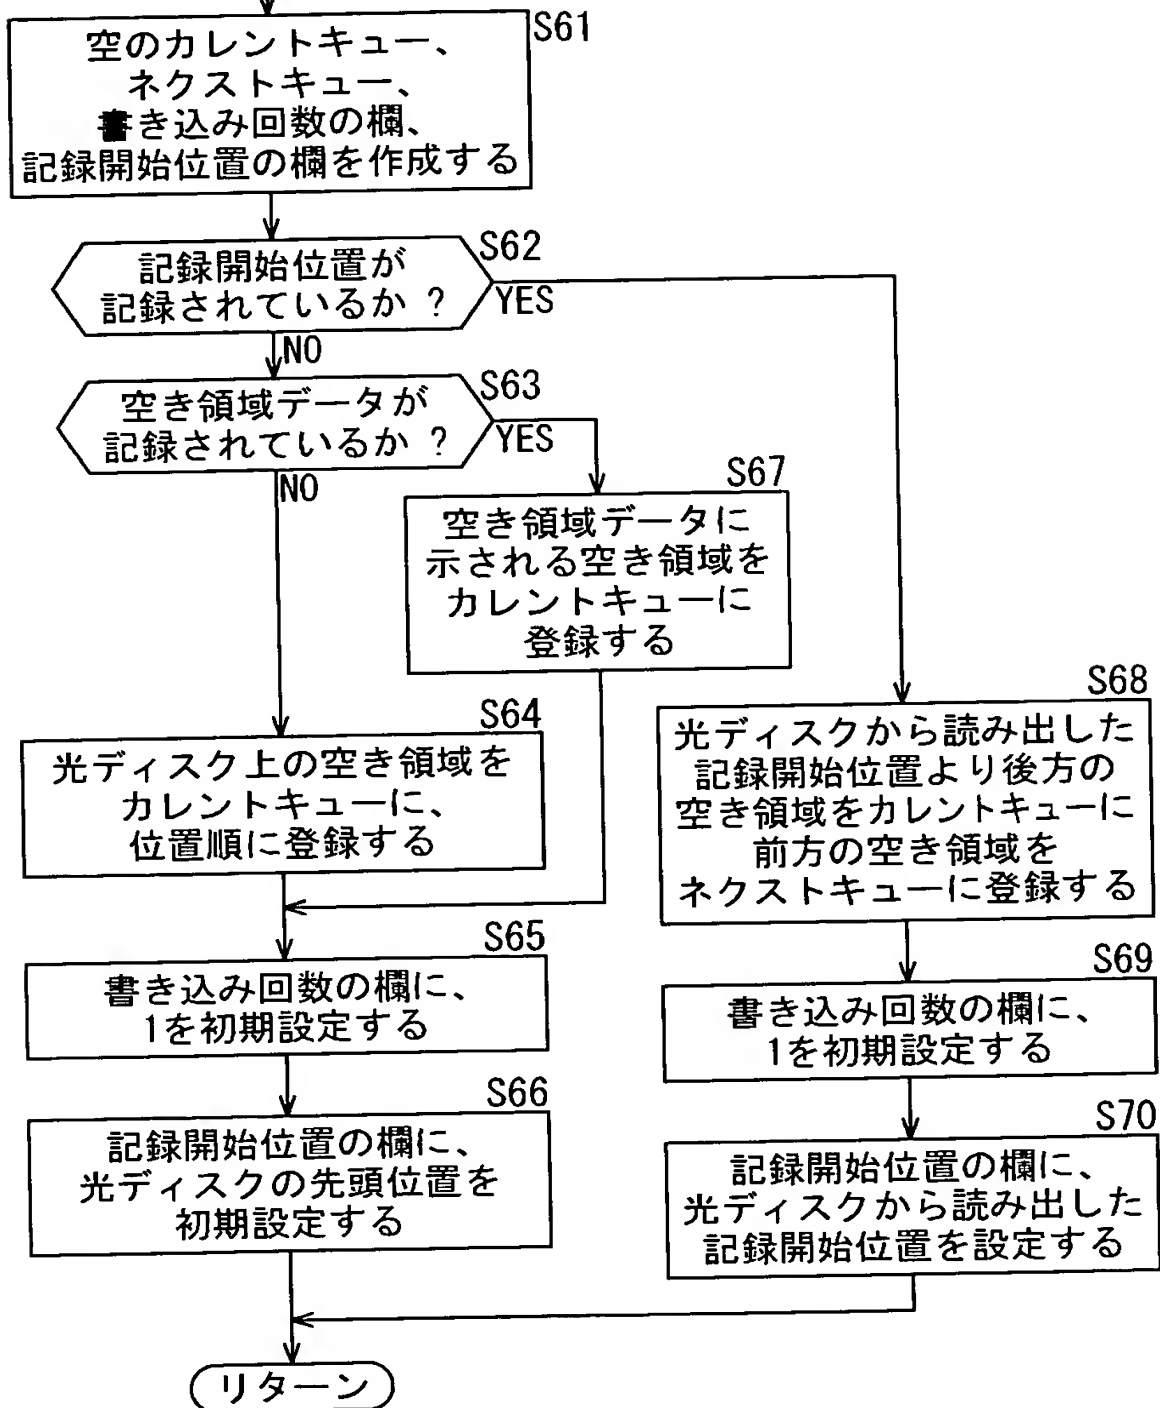 S61
空のカレントキュー、
ネクストキュー、
書き込み回数の欄、
記録開始位置の欄を作成する
S62
記録開始位置が
記録されているか ?
YES
NO
S63
空き領域データが
記録されているか ?
YES
NO
S67
空き領域データに
示される空き領域を
カレントキューに
登録する
S64
光ディスク上の空き領域を
カレントキューに、
位置順に登録する
S68
光ディスクから読み出した
記録開始位置より後方の
空き領域をカレントキューに
前方の空き領域を
ネクストキューに登録する
S65
書き込み回数の欄に、
1を初期設定する
S69
書き込み回数の欄に、
1を初期設定する
S66
記録開始位置の欄に、
光ディスクの先頭位置を
初期設定する
S70
記録開始位置の欄に、
光ディスクから読み出した
記録開始位置を設定する
リターン